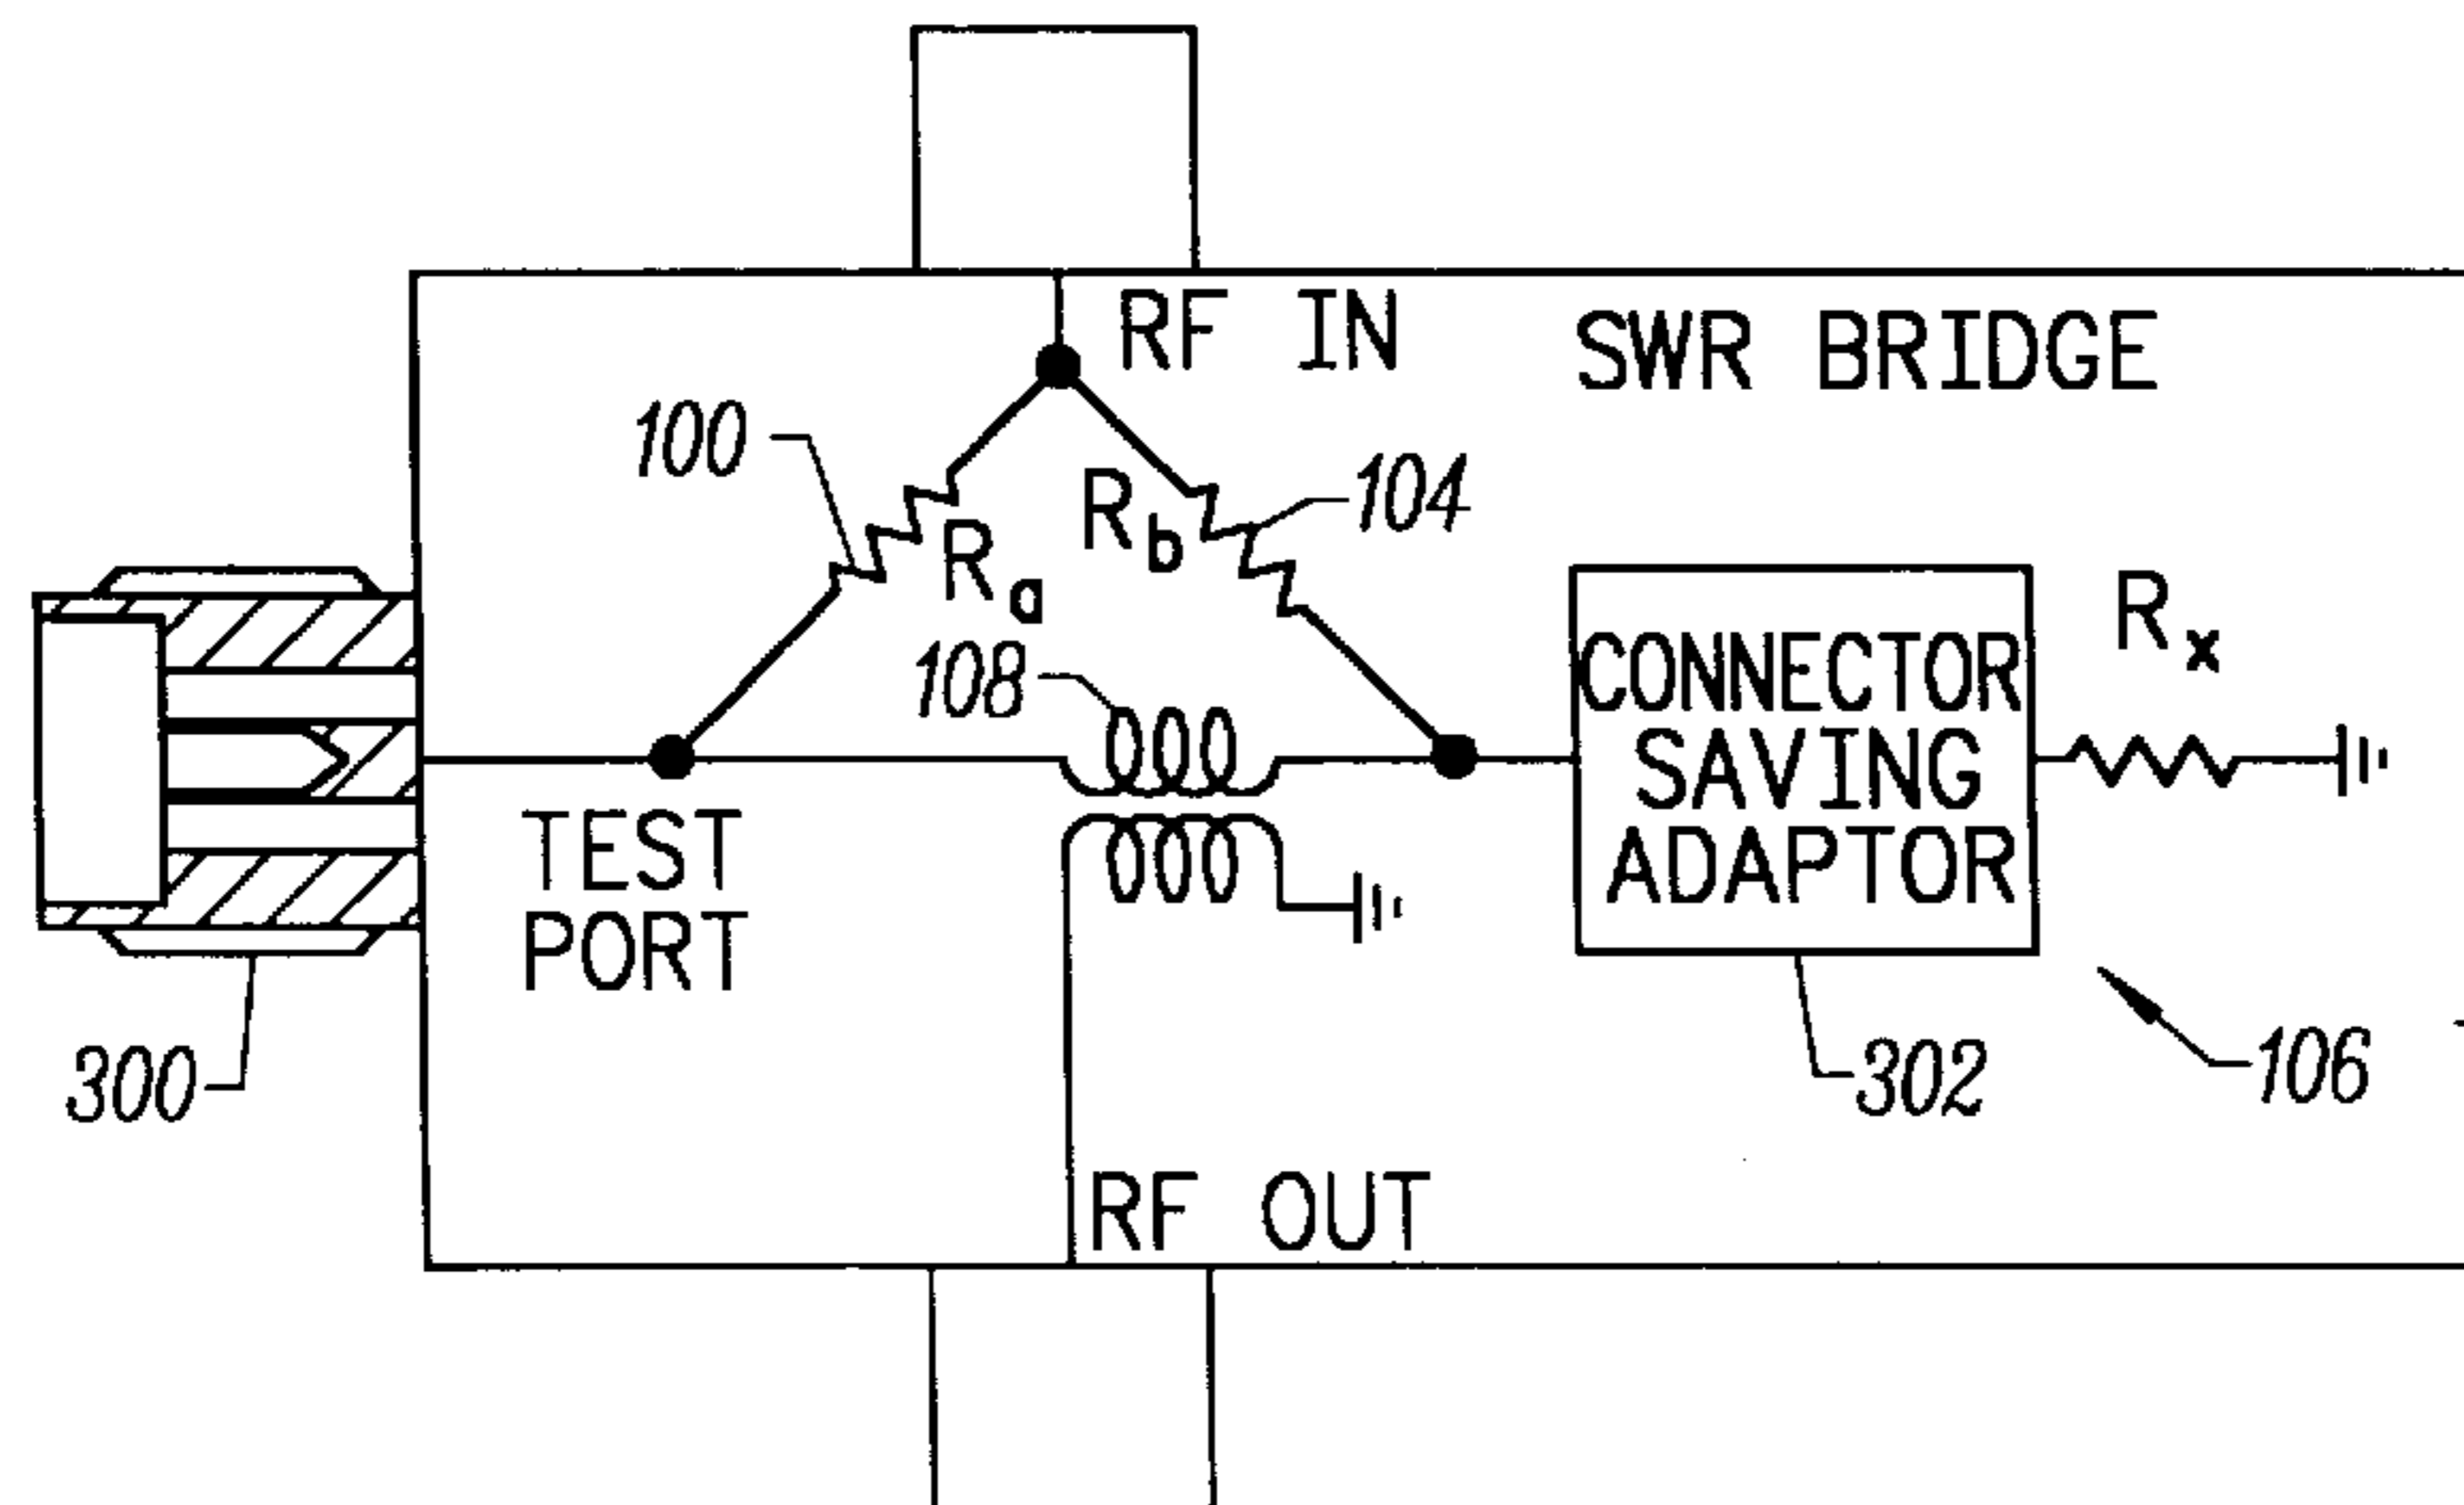 RF IN
SWR BRIDGE
100
Rb
104
Ra
Rx
108
CONNECTOR
SAVING
ADAPTOR
TEST
PORT
300
302
106
RF OUT